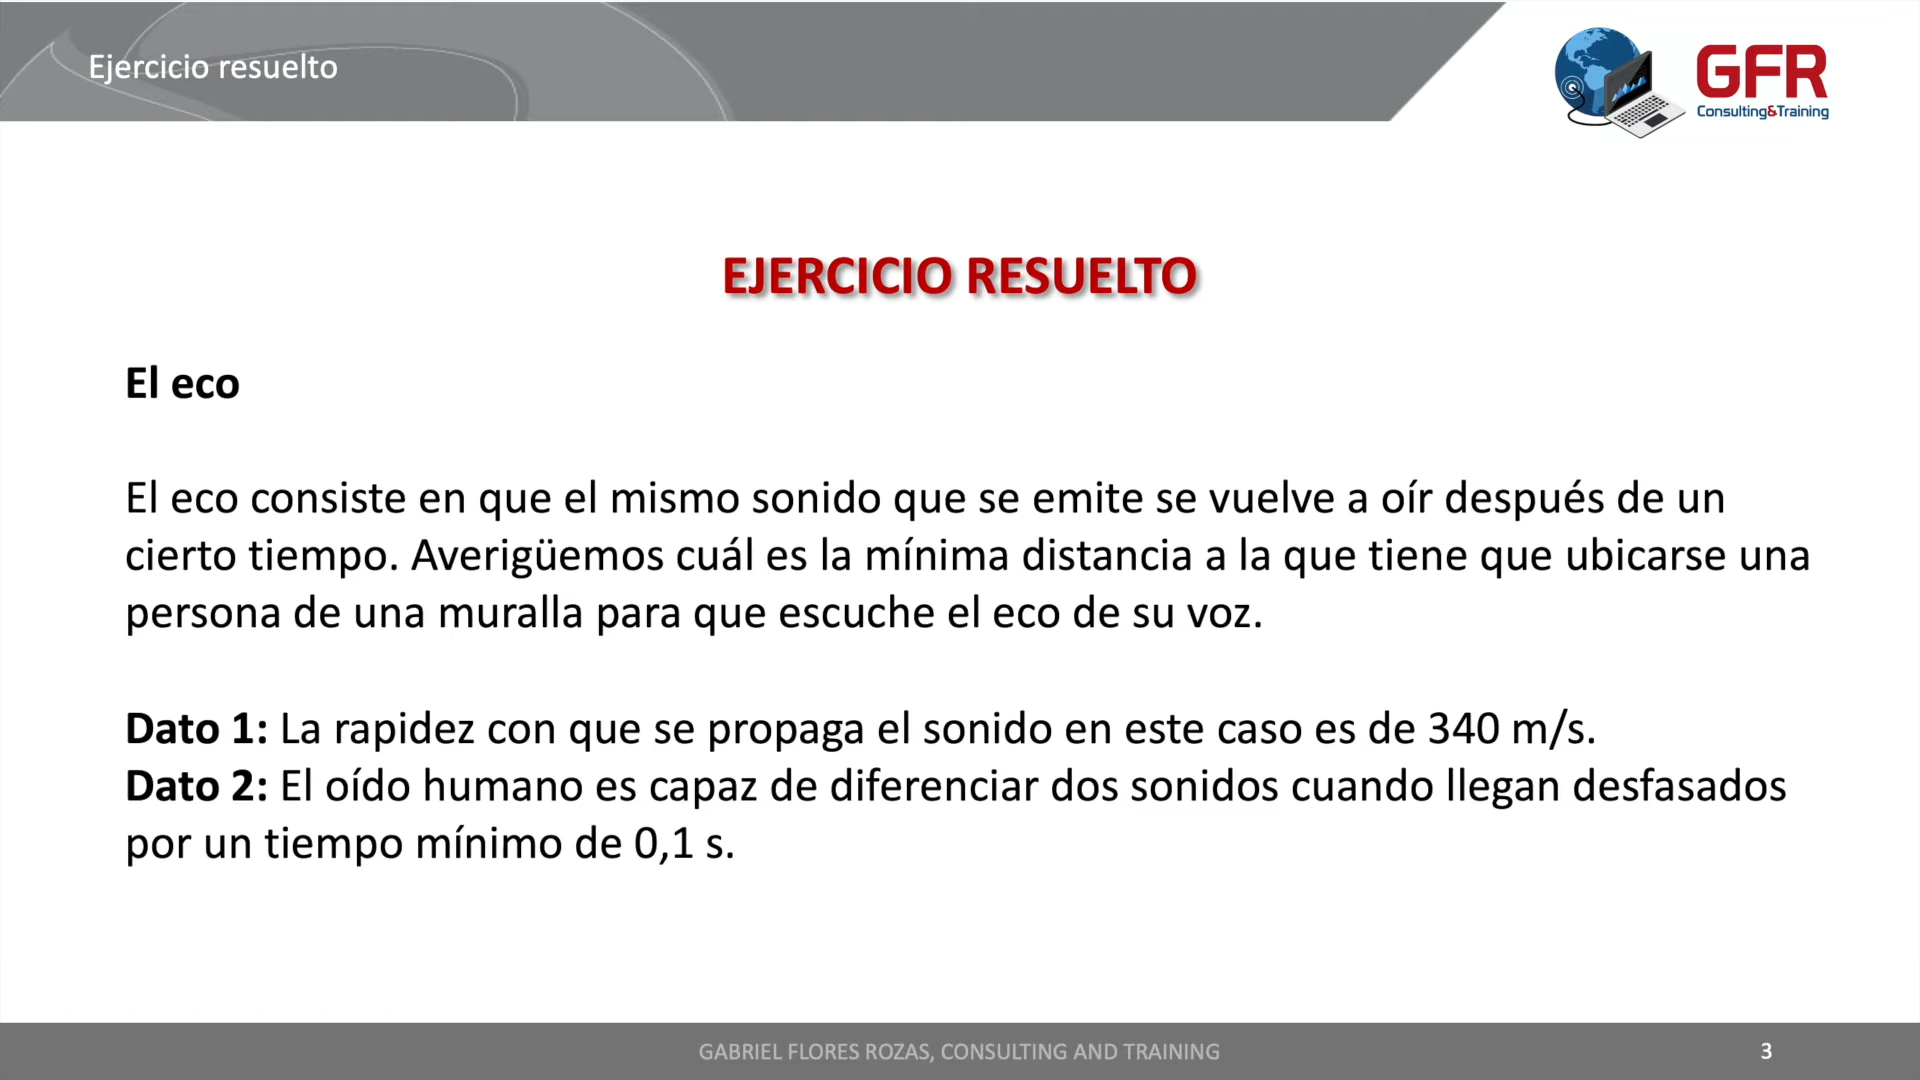 Ejercicio resuelto
GFR
Consulting&Training
EJERCICIO RESUELTO
El eco
El eco consiste en que el mismo sonido que se emite se vuelve a oír después de un
cierto tiempo. Averigüemos cuál es la mínima distancia a la que tiene que ubicarse una
persona de una muralla para que escuche el eco de su voz.
Dato 1: La rapidez con que se propaga el sonido en este caso es de 340 m/s.
Dato 2: El oído humano es capaz de diferenciar dos sonidos cuando llegan desfasados
por un tiempo mínimo de 0,1 s.
GABRIEL FLORES ROZAS, CONSULTING AND TRAINING
3